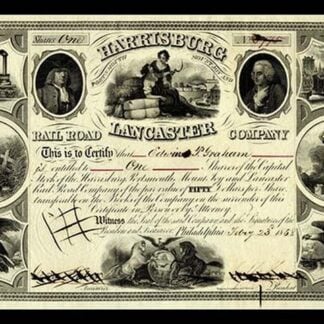 Shares One
HARRISBURG
LANCASTER
RAIL ROAD COMPANY
This is to Certify that Edwin P Graham
is entitled to One Shares of the Capital
Stock of the Harrisburg Portsmouth Mount Joy and Lancaster
Rail Road Company of the par value of FIFTY Dollars per Share
transferable on the Books of the Company on the surrender of this
Certificate in Person or by Attorney
Witness the Seal of the said Company and the Signatures of the
President and Treasurer Philadelphia Feby 28